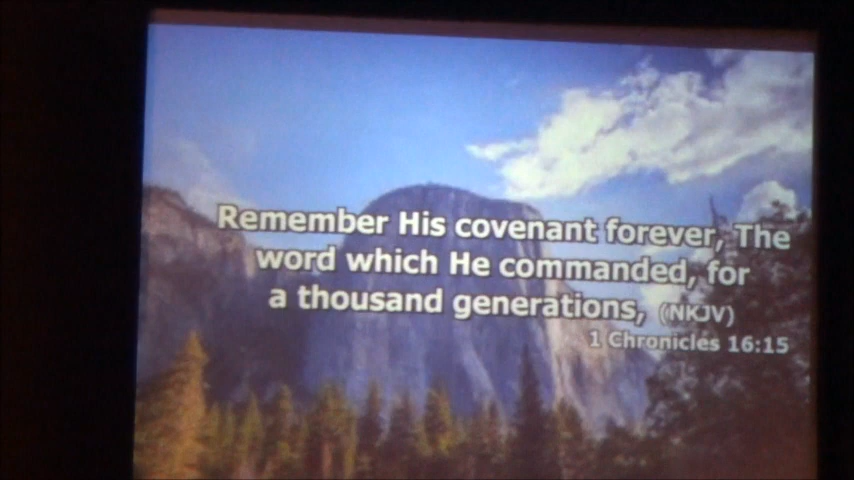 Remember His covenant forever, The
word which He commanded, for
a thousand generations, (NKJV)
1 Chronicles 16:15